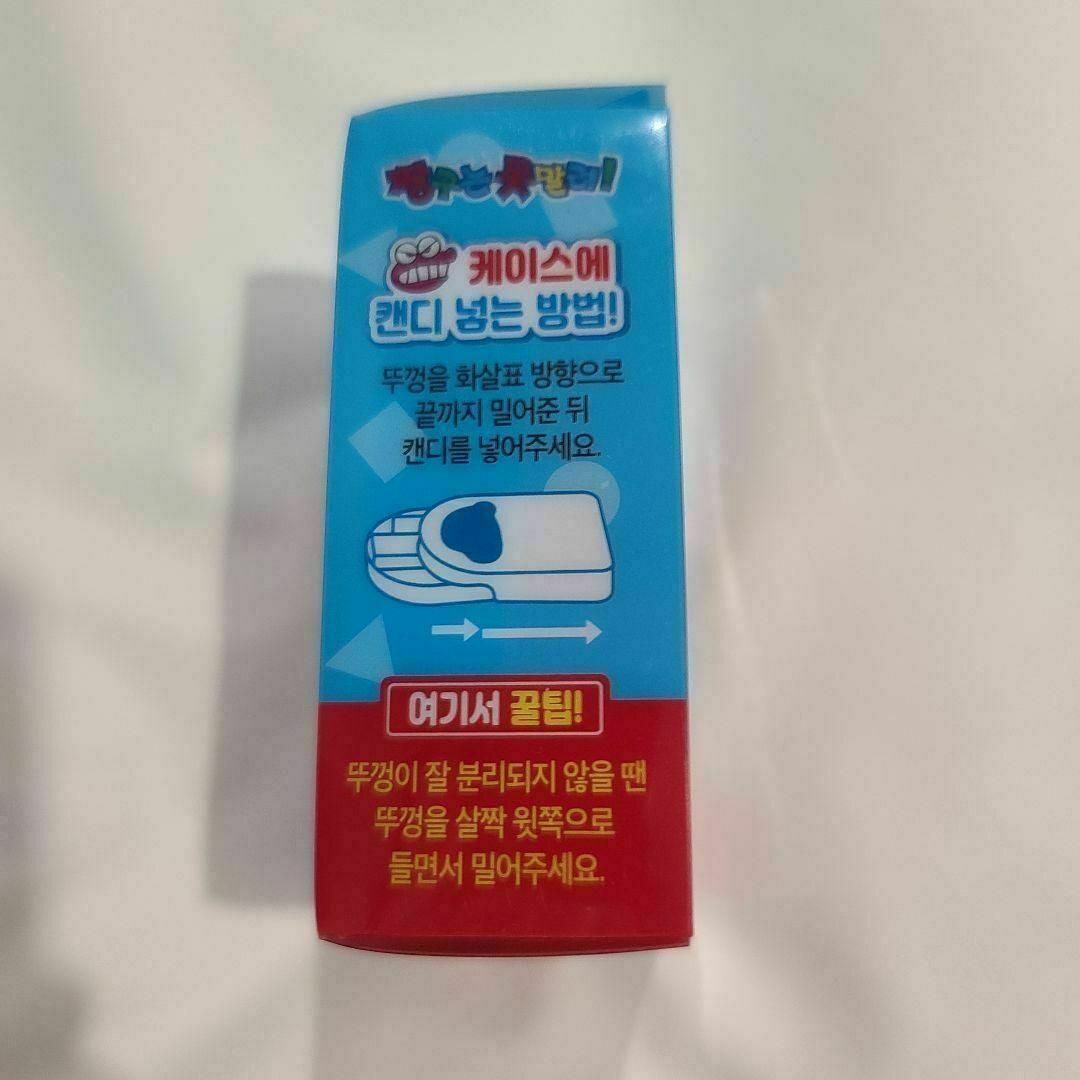 짱구는 못말려!
케이스에
캔디 넣는 방법!
뚜껑을 화살표 방향으로
끝까지 밀어준 뒤
캔디를 넣어주세요.
여기서 꿀팁!
뚜껑이 잘 분리되지 않을 땐
뚜껑을 살짝 윗쪽으로
들면서 밀어주세요.